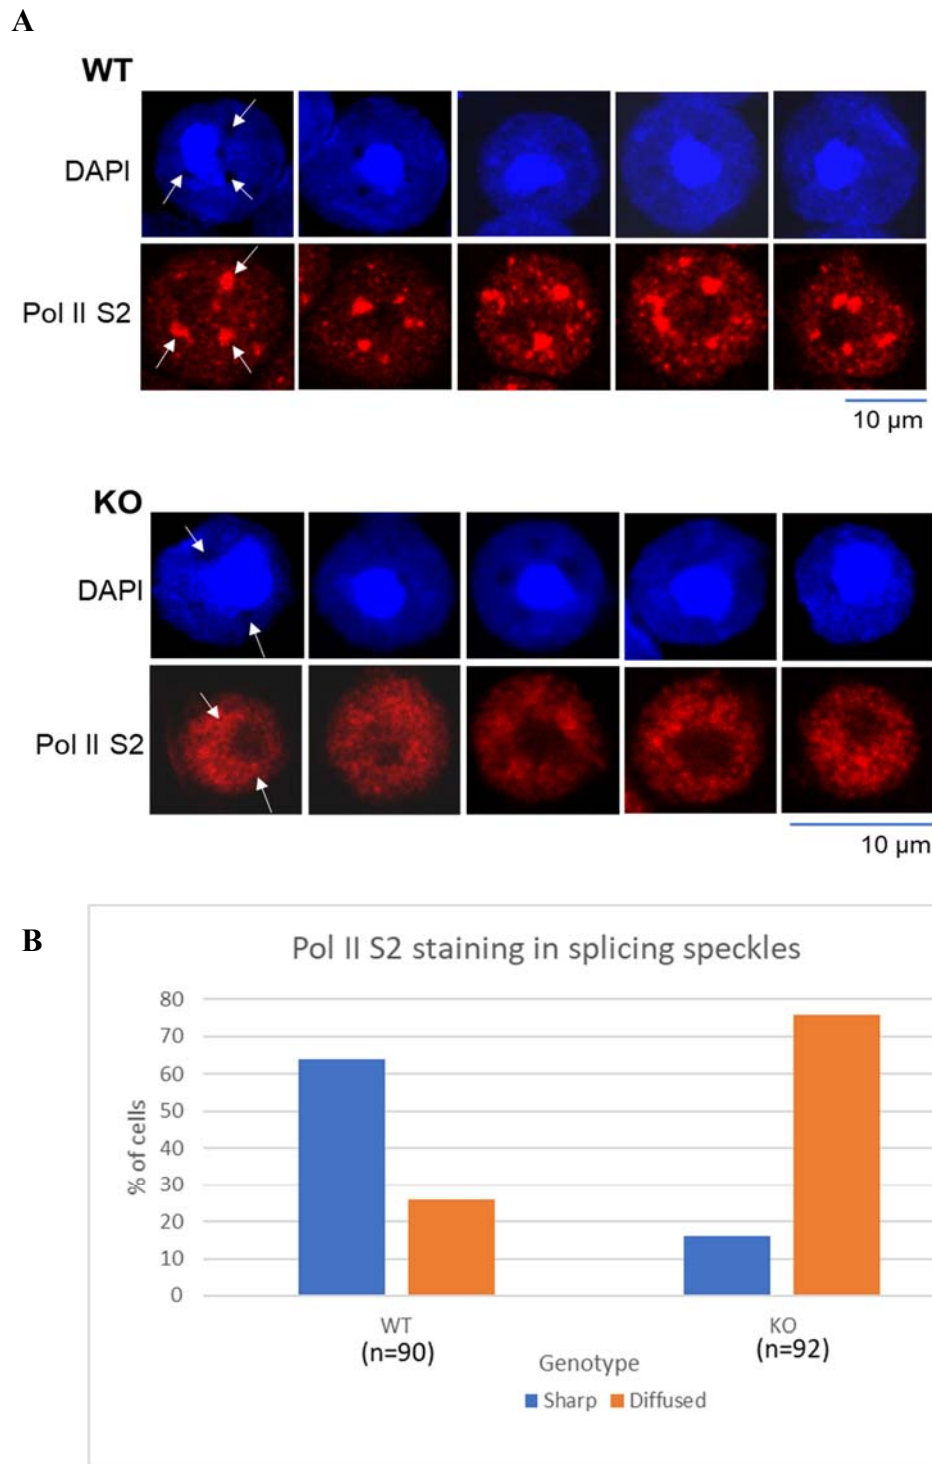 A
WT
DAPI
Pol II S2
10 µm
KO
DAPI
Pol II S2
10 µm
B
Pol II S2 staining in splicing speckles
80
70
60
50
40
30
20
10
0
% of cells
WT
KO
(n=90)
(n=92)
Genotype
Sharp Diffused